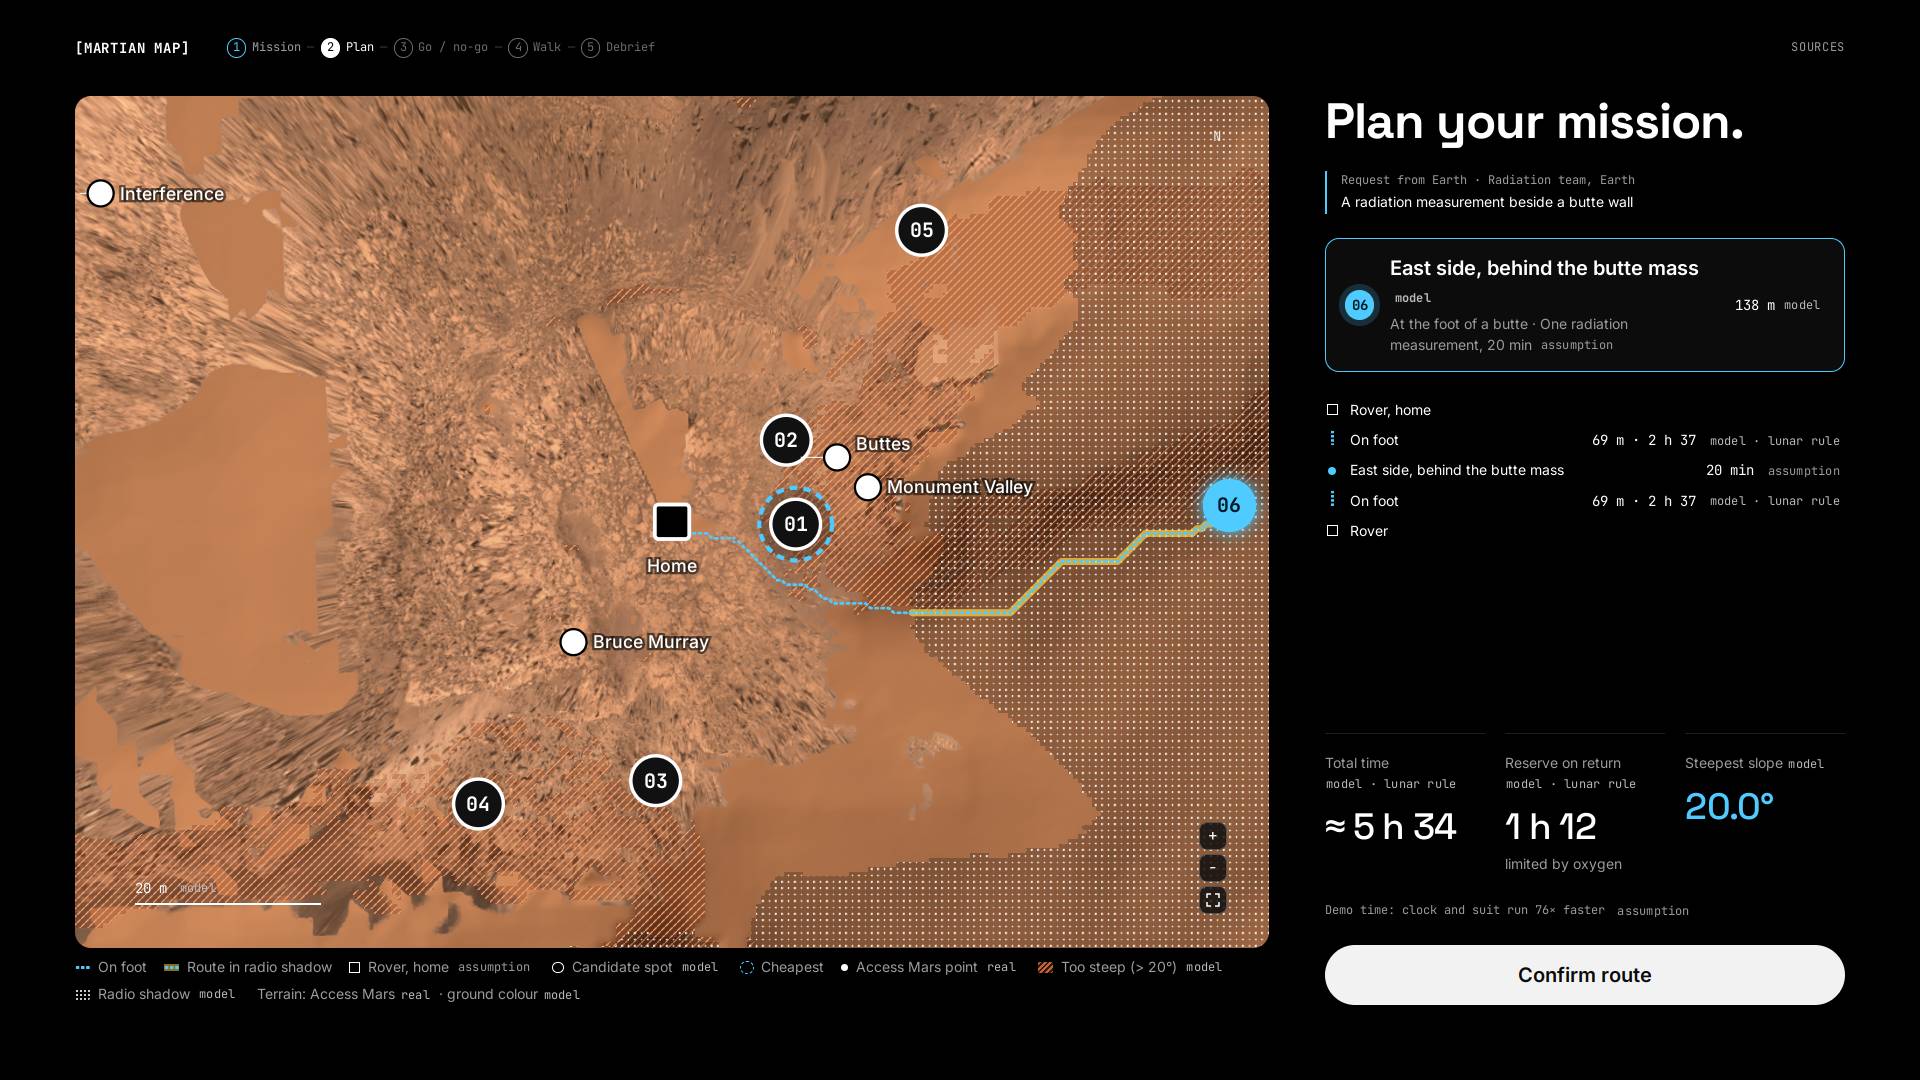 [MARTIAN MAP] 1 Mission — 2 Plan — 3 Go / no-go — 4 Walk — 5 Debrief SOURCES
N
Interference
05
02
Buttes
Monument Valley
01
06
Home
Bruce Murray
03
04
+
-
20 m model
On foot Route in radio shadow Rover, home assumption Candidate spot model Cheapest Access Mars point real Too steep (> 20°) model
Radio shadow model Terrain: Access Mars real · ground colour model
Plan your mission.
Request from Earth · Radiation team, Earth
A radiation measurement beside a butte wall
East side, behind the butte mass
model
06
138 m model
At the foot of a butte · One radiation
measurement, 20 min assumption
Rover, home
On foot 69 m · 2 h 37 model · lunar rule
East side, behind the butte mass 20 min assumption
On foot 69 m · 2 h 37 model · lunar rule
Rover
Total time
model · lunar rule
≈ 5 h 34
Reserve on return
model · lunar rule
1 h 12
limited by oxygen
Steepest slope model
20.0°
Demo time: clock and suit run 76× faster assumption
Confirm route